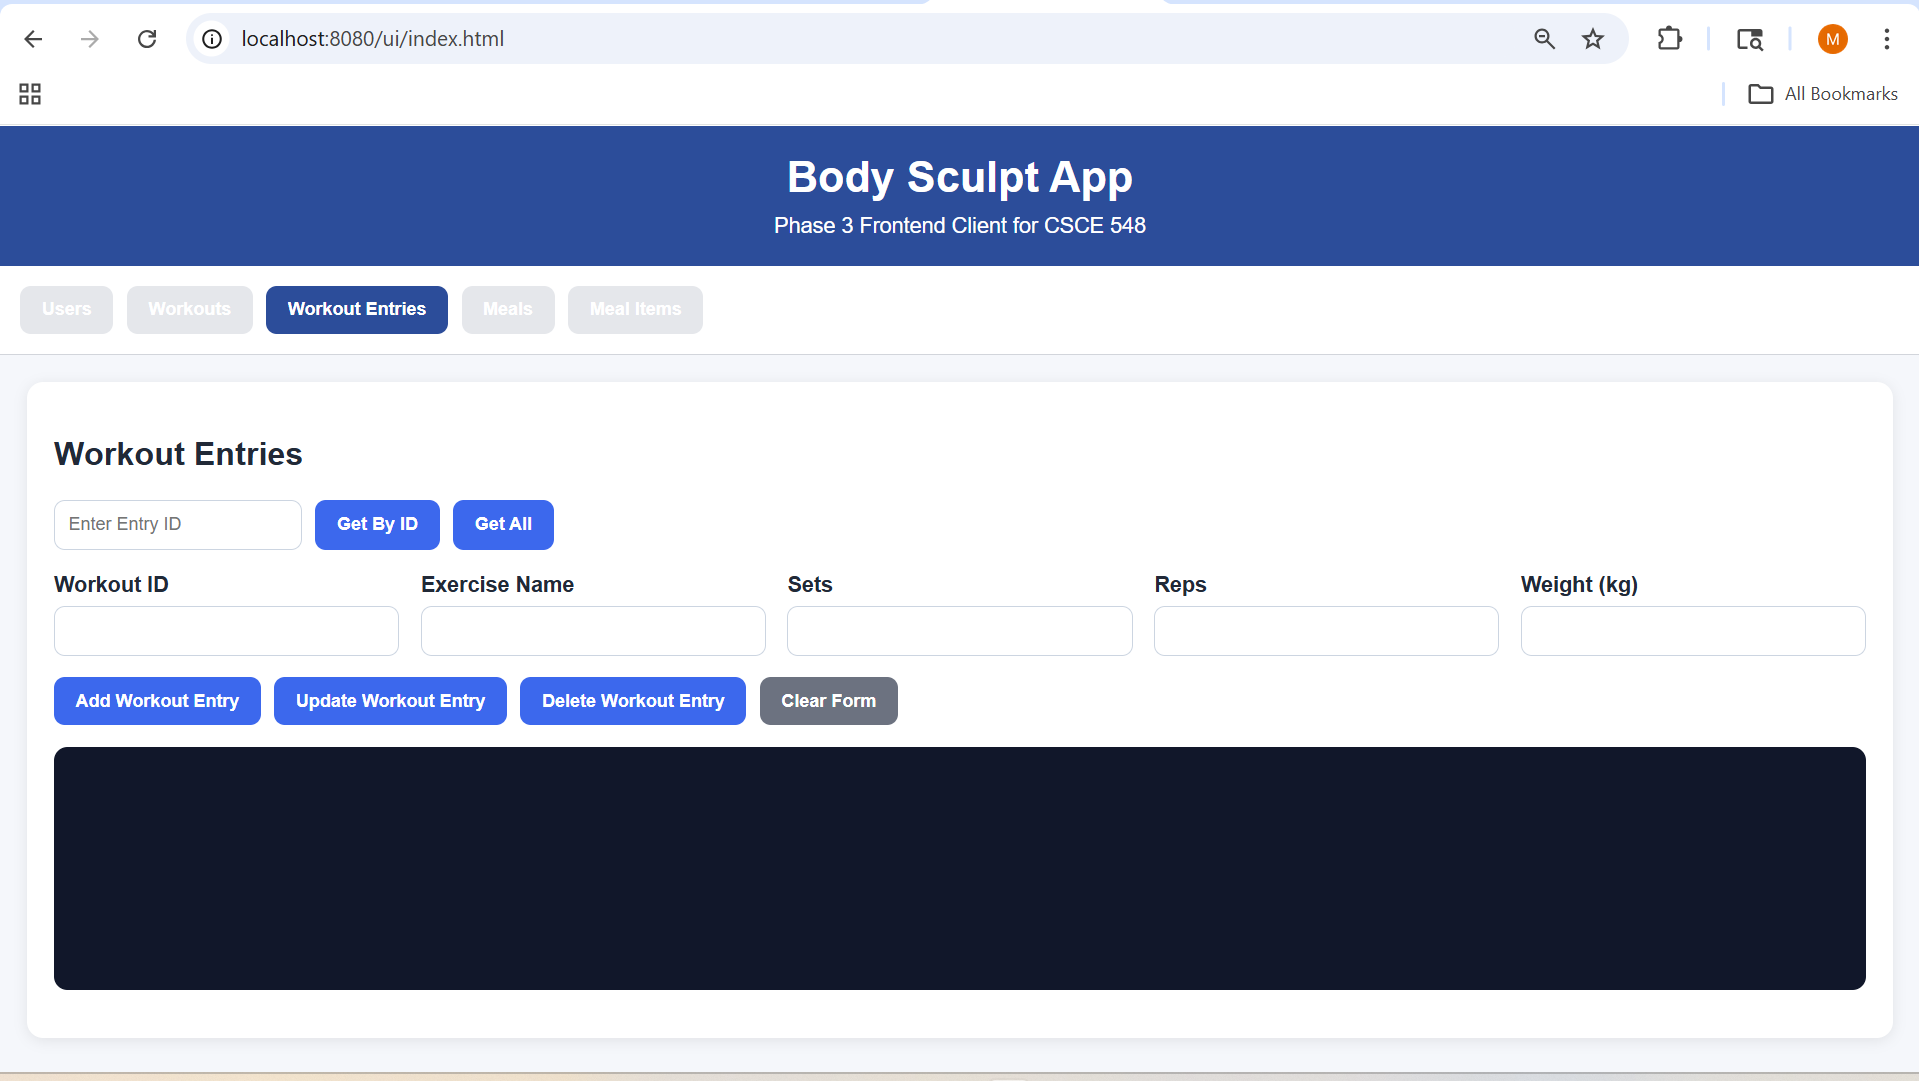 localhost:8080/ui/index.html
M
All Bookmarks
Body Sculpt App
Phase 3 Frontend Client for CSCE 548
Users Workouts Workout Entries Meals Meal Items
Workout Entries
Enter Entry ID Get By ID Get All
Workout ID Exercise Name Sets Reps Weight (kg)
Add Workout Entry Update Workout Entry Delete Workout Entry Clear Form